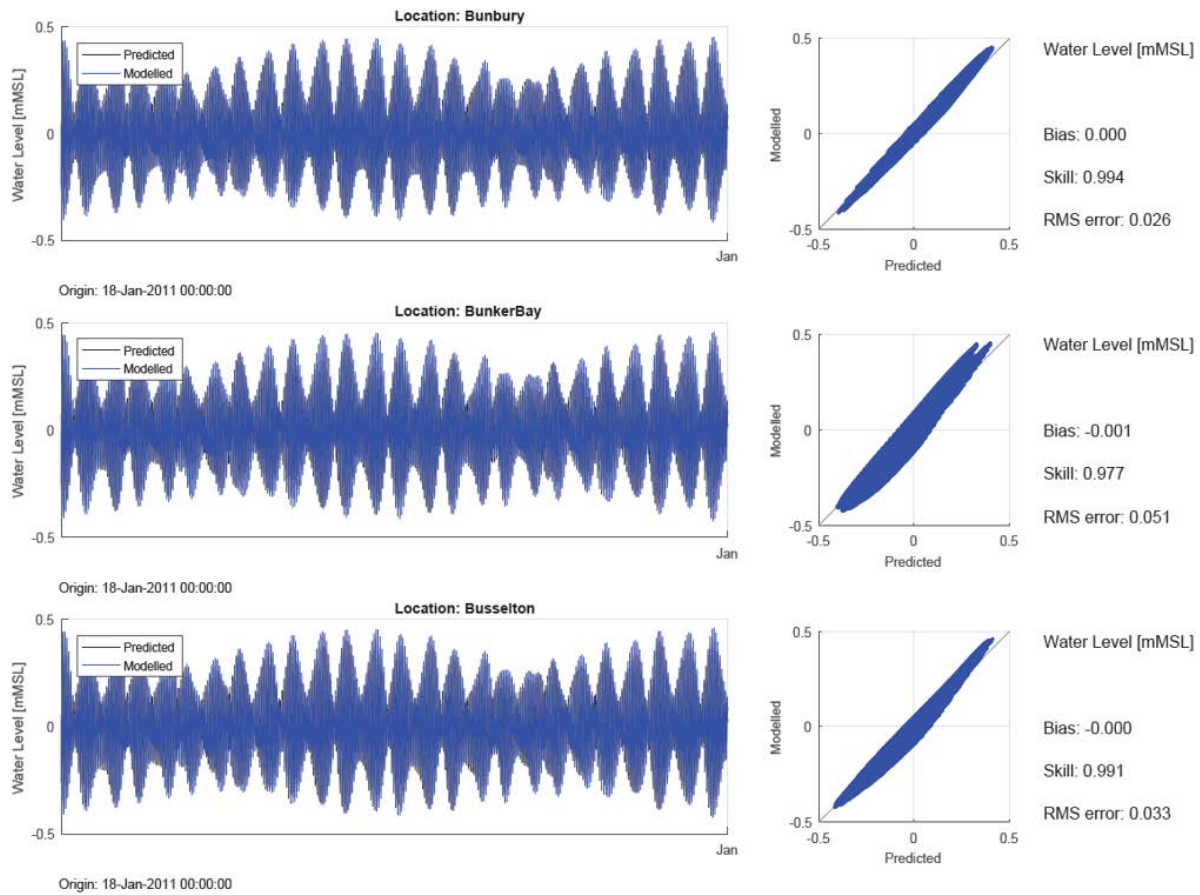 Location: Bunbury
0.5
0
-0.5
Water Level [mMSL]
Predicted
Modelled
Jan
Origin: 18-Jan-2011 00:00:00
0.5
0
-0.5
Modelled
-0.5
0
0.5
Predicted
Water Level [mMSL]
Bias: 0.000
Skill: 0.994
RMS error: 0.026
Location: BunkerBay
0.5
0
-0.5
Water Level [mMSL]
Predicted
Modelled
Jan
Origin: 18-Jan-2011 00:00:00
0.5
0
-0.5
Modelled
-0.5
0
0.5
Predicted
Water Level [mMSL]
Bias: -0.001
Skill: 0.977
RMS error: 0.051
Location: Busselton
0.5
0
-0.5
Water Level [mMSL]
Predicted
Modelled
Jan
Origin: 18-Jan-2011 00:00:00
0.5
0
-0.5
Modelled
-0.5
0
0.5
Predicted
Water Level [mMSL]
Bias: -0.000
Skill: 0.991
RMS error: 0.033